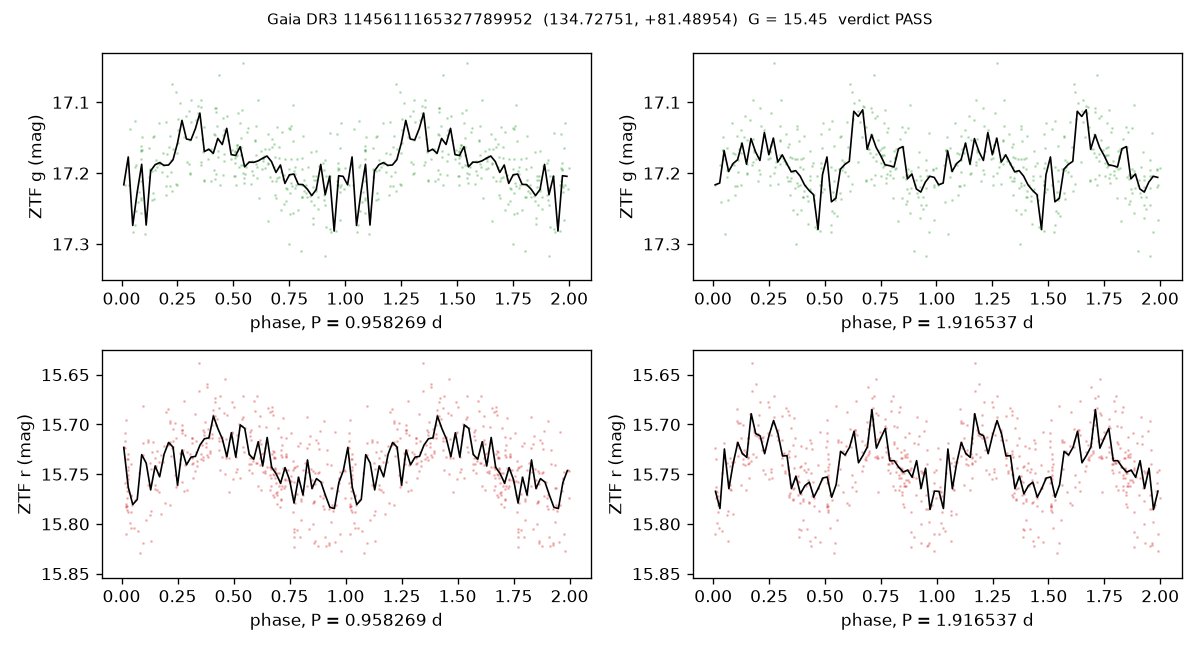 Gaia DR3 1145611165327789952  (134.72751, +81.48954)  G = 15.45  verdict PASS
ZTF g (mag)
17.1
17.2
17.3
0.00 0.25 0.50 0.75 1.00 1.25 1.50 1.75 2.00
phase, P = 0.958269 d
ZTF g (mag)
17.1
17.2
17.3
0.00 0.25 0.50 0.75 1.00 1.25 1.50 1.75 2.00
phase, P = 1.916537 d
ZTF r (mag)
15.65
15.70
15.75
15.80
15.85
0.00 0.25 0.50 0.75 1.00 1.25 1.50 1.75 2.00
phase, P = 0.958269 d
ZTF r (mag)
15.65
15.70
15.75
15.80
15.85
0.00 0.25 0.50 0.75 1.00 1.25 1.50 1.75 2.00
phase, P = 1.916537 d